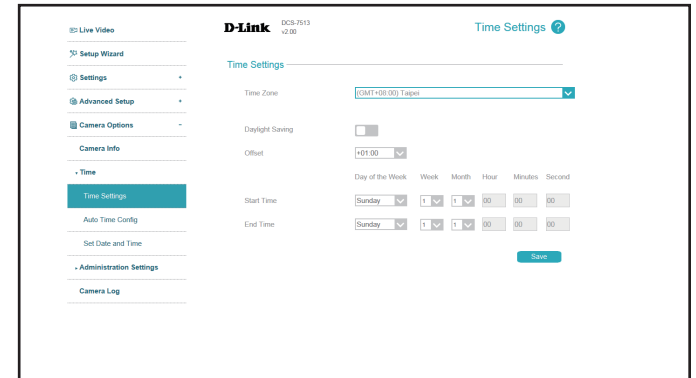 Live Video
Setup Wizard
Settings +
Advanced Setup +
Camera Options -
Camera Info
Time
Time Settings
Auto Time Config
Set Date and Time
Administration Settings
Camera Log
D-Link DCS-7513
v2.00
Time Settings ?
Time Settings
Time Zone (GMT+08:00) Taipei
Daylight Saving
Offset +01:00
Day of the Week Week Month Hour Minutes Second
Start Time Sunday 1 1 00 00 00
End Time Sunday 1 1 00 00 00
Save